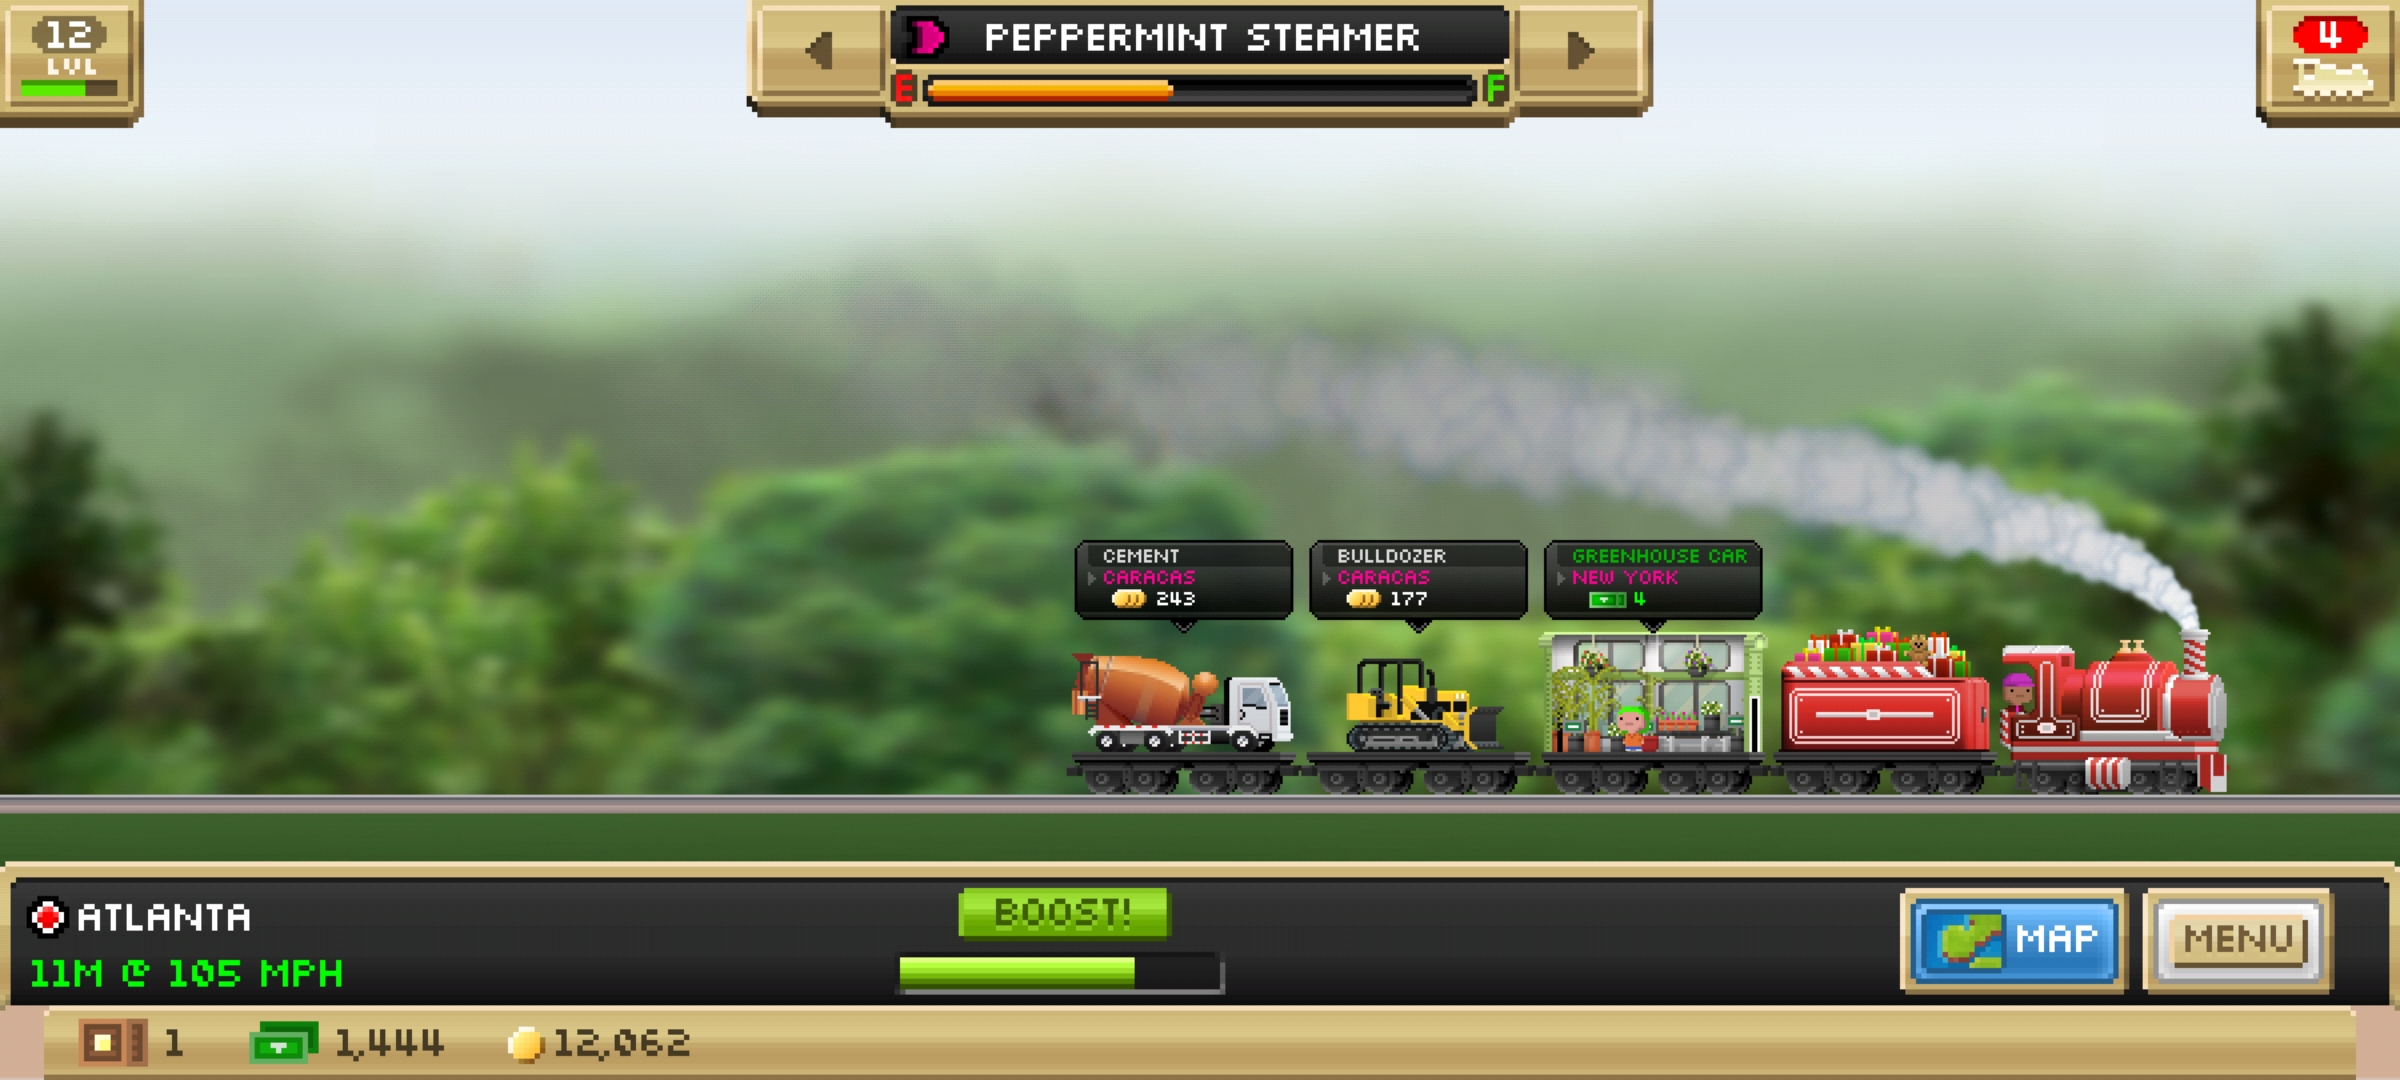 12
LVL
PEPPERMINT STEAMER
E F
4
CEMENT
CARACAS
243
BULLDOZER
CARACAS
177
GREENHOUSE CAR
NEW YORK
4
ATLANTA
11M @ 105 MPH
BOOST!
MAP
MENU
1 1,444 12,062